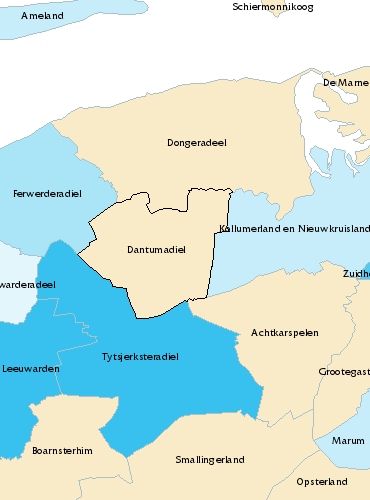 Schiermonnikoog
Ameland
De Marne
Dongeradeel
Ferwerderadiel
Kollumerland en Nieuwkruisland
Dantumadiel
Zuidho
warderadeel
Achtkarspelen
Tytsjerksteradiel
Leeuwarden
Grootegast
Marum
Boarnsterhim
Smallingerland
Opsterland